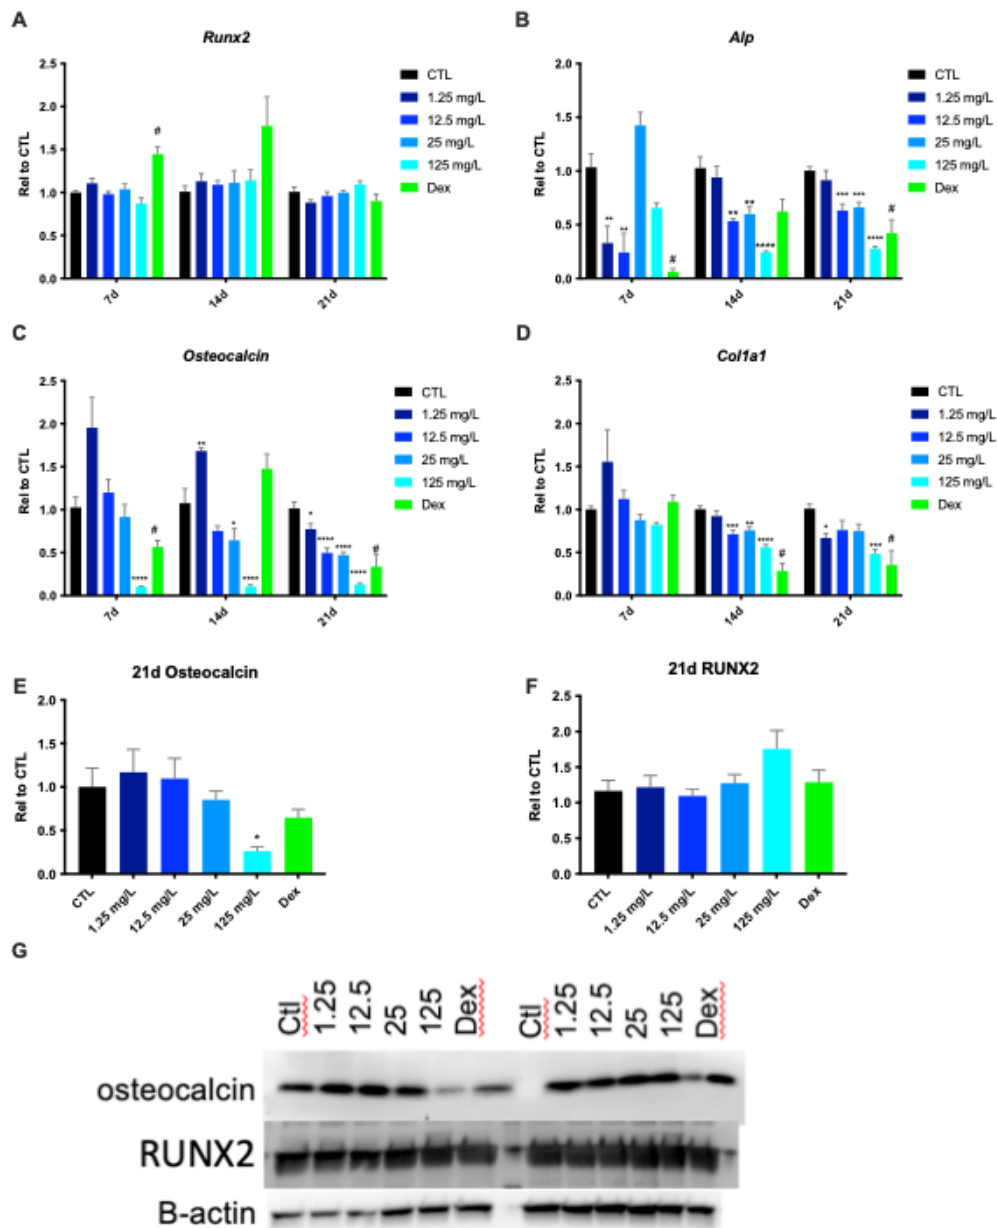 A
Runx2
Rel to CTL
2.5
2.0
1.5
1.0
0.5
0.0
#
7d
14d
21d
CTL
1.25 mg/L
12.5 mg/L
25 mg/L
125 mg/L
Dex
B
Alp
Rel to CTL
2.0
1.5
1.0
0.5
0.0
** ** #
** ** ****
*** *** **** #
7d
14d
21d
CTL
1.25 mg/L
12.5 mg/L
25 mg/L
125 mg/L
Dex
C
Osteocalcin
Rel to CTL
2.5
2.0
1.5
1.0
0.5
0.0
**** #
** * ****
* **** **** **** #
7d
14d
21d
CTL
1.25 mg/L
12.5 mg/L
25 mg/L
125 mg/L
Dex
D
Col1a1
Rel to CTL
2.5
2.0
1.5
1.0
0.5
0.0
*** ** **** #
* *** #
7d
14d
21d
CTL
1.25 mg/L
12.5 mg/L
25 mg/L
125 mg/L
Dex
E
21d Osteocalcin
Rel to CTL
2.0
1.5
1.0
0.5
0.0
*
CTL
1.25 mg/L
12.5 mg/L
25 mg/L
125 mg/L
Dex
F
21d RUNX2
Rel to CTL
2.5
2.0
1.5
1.0
0.5
0.0
CTL
1.25 mg/L
12.5 mg/L
25 mg/L
125 mg/L
Dex
G
Ctl 1.25 12.5 25 125 Dex Ctl 1.25 12.5 25 125 Dex
osteocalcin
RUNX2
B-actin